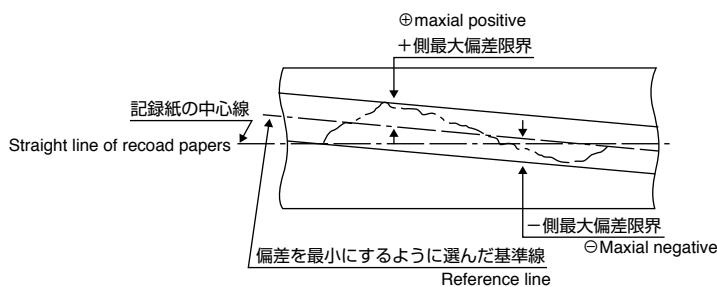 ⊕maxial positive
＋側最大偏差限界
記録紙の中心線
Straight line of recoad papers
－側最大偏差限界
⊖Maxial negative
偏差を最小にするように選んだ基準線
Reference line